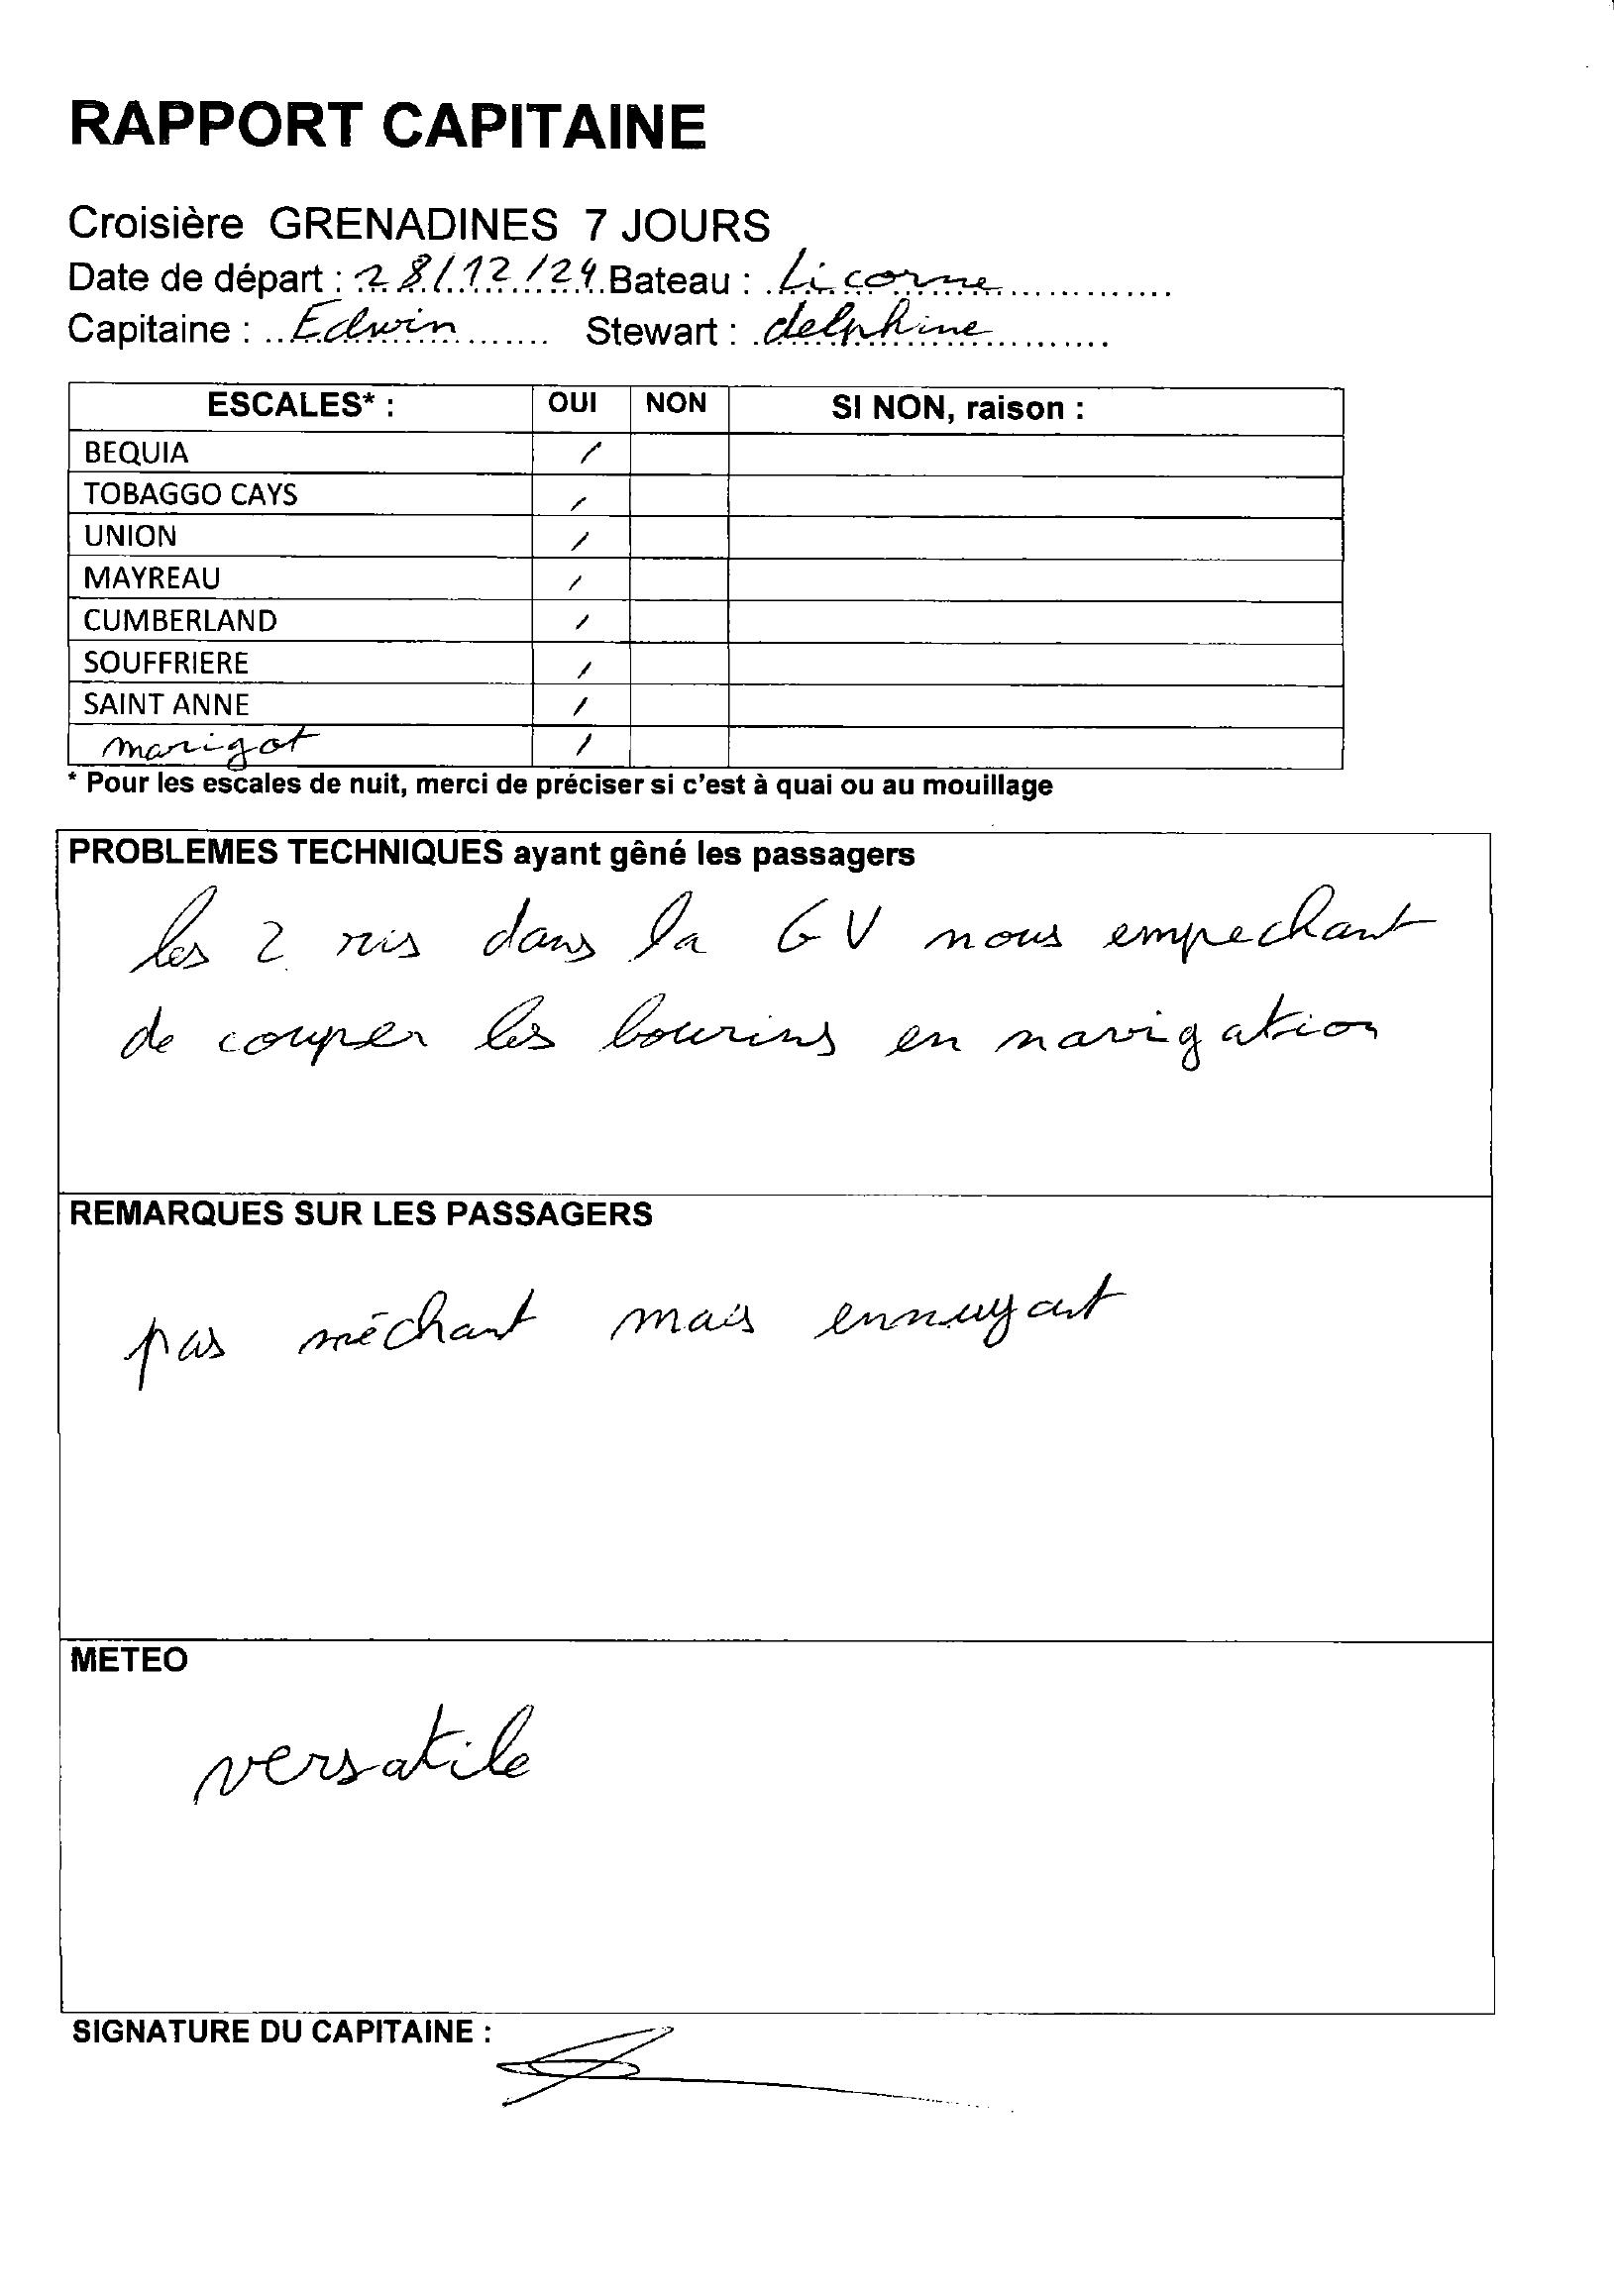 RAPPORT CAPITAINE
Croisière GRENADINES 7 JOURS
Date de départ : 28/12/24 Bateau : Licorne
Capitaine : Edwin Stewart : delphine
ESCALES* : OUI NON SI NON, raison :
BEQUIA /
TOBAGGO CAYS /
UNION /
MAYREAU /
CUMBERLAND /
SOUFFRIERE /
SAINT ANNE /
marigot /
* Pour les escales de nuit, merci de préciser si c'est à quai ou au mouillage
PROBLEMES TECHNIQUES ayant gêné les passagers
les 2 ris dans la GV nous empechant
de couper les bourins en navigation
REMARQUES SUR LES PASSAGERS
pas méchant mais ennuyant
METEO
versatile
SIGNATURE DU CAPITAINE :